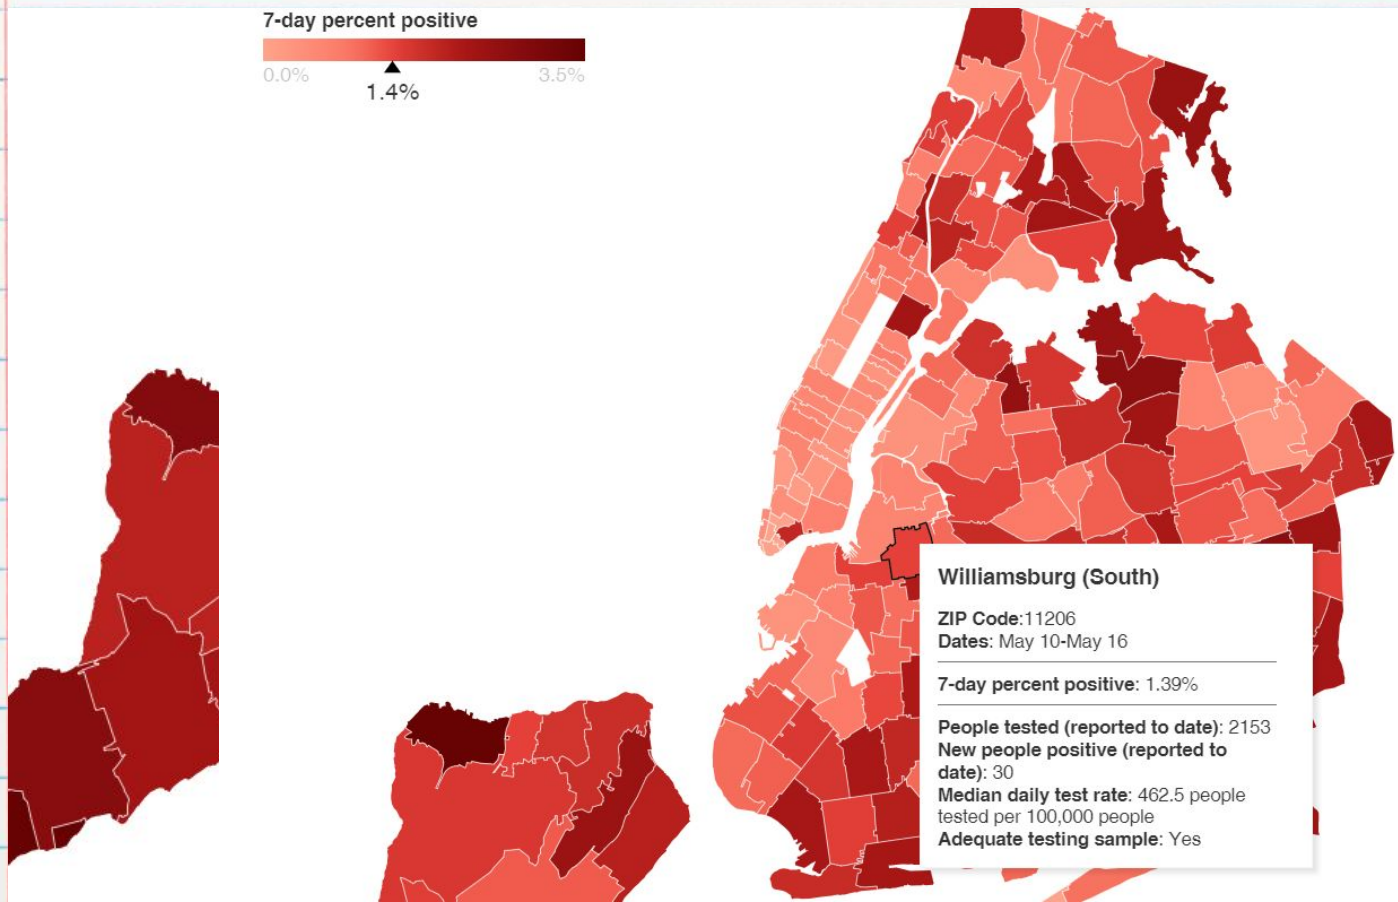 7-day percent positive
0.0%
3.5%
1.4%
Williamsburg (South)
ZIP Code:11206
Dates: May 10-May 16
7-day percent positive: 1.39%
People tested (reported to date): 2153
New people positive (reported to
date): 30
Median daily test rate: 462.5 people
tested per 100,000 people
Adequate testing sample: Yes